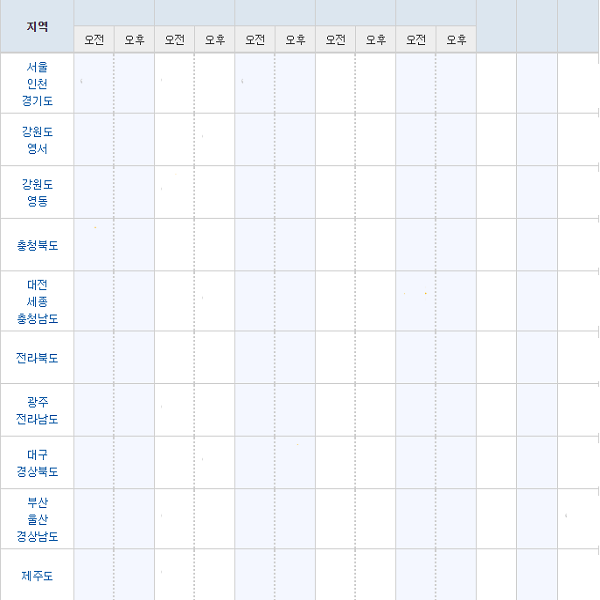 지역
오전 오후 오전 오후 오전 오후 오전 오후 오전 오후
서울
인천
경기도
강원도
영서
강원도
영동
충청북도
대전
세종
충청남도
전라북도
광주
전라남도
대구
경상북도
부산
울산
경상남도
제주도